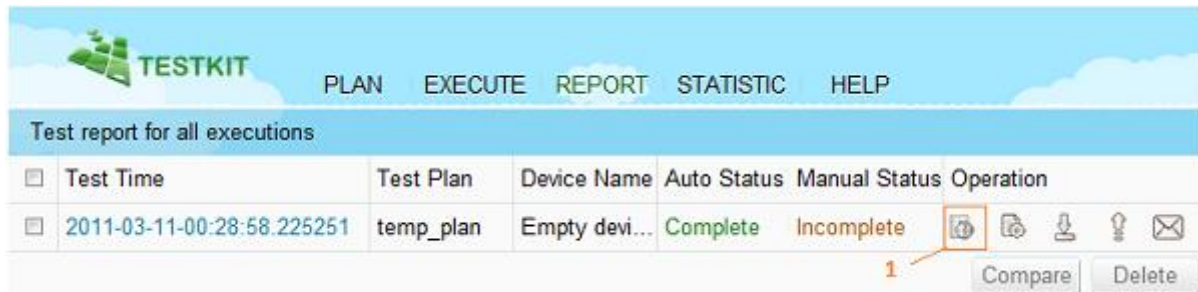 TESTKIT
PLAN EXECUTE REPORT STATISTIC HELP
Test report for all executions
Test Time Test Plan Device Name Auto Status Manual Status Operation
2011-03-11-00:28:58.225251 temp_plan Empty devi... Complete Incomplete
1
Compare Delete